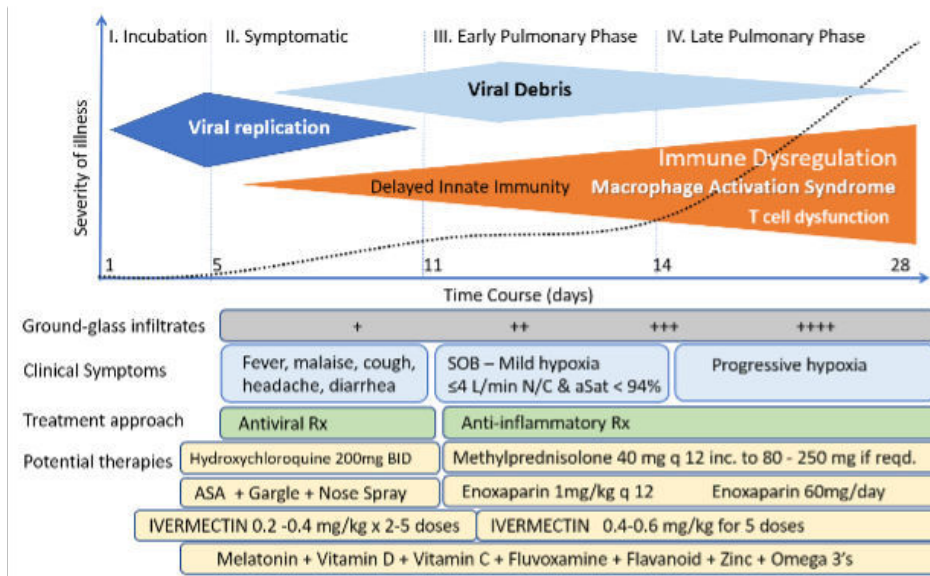 I. Incubation II. Symptomatic III. Early Pulmonary Phase IV. Late Pulmonary Phase
Viral Debris
Viral replication
Immune Dysregulation
Delayed Innate Immunity Macrophage Activation Syndrome
T cell dysfunction
Severity of illness
1 5 11 14 28
Time Course (days)
Ground-glass infiltrates + ++ +++ ++++
Clinical Symptoms
Fever, malaise, cough,
headache, diarrhea
SOB – Mild hypoxia
≤4 L/min N/C & aSat < 94%
Progressive hypoxia
Treatment approach Antiviral Rx Anti-inflammatory Rx
Potential therapies Hydroxychloroquine 200mg BID Methylprednisolone 40 mg q 12 inc. to 80 - 250 mg if reqd.
ASA + Gargle + Nose Spray Enoxaparin 1mg/kg q 12 Enoxaparin 60mg/day
IVERMECTIN 0.2 -0.4 mg/kg x 2-5 doses IVERMECTIN 0.4-0.6 mg/kg for 5 doses
Melatonin + Vitamin D + Vitamin C + Fluvoxamine + Flavanoid + Zinc + Omega 3's